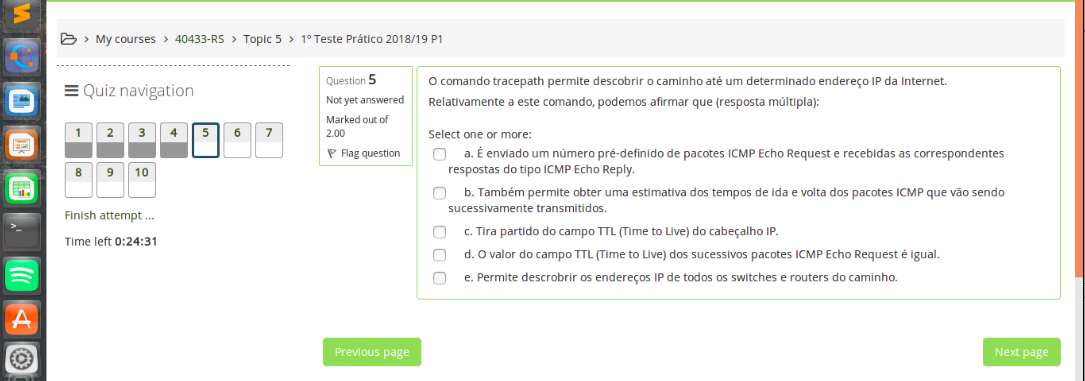 > My courses > 40433-RS > Topic 5 > 1º Teste Prático 2018/19 P1
Quiz navigation
1 2 3 4 5 6 7
8 9 10
Finish attempt ...
Time left 0:24:31
Question 5
Not yet answered
Marked out of
2.00
Flag question
O comando tracepath permite descobrir o caminho até um determinado endereço IP da Internet.
Relativamente a este comando, podemos afirmar que (resposta múltipla):
Select one or more:
a. É enviado um número pré-definido de pacotes ICMP Echo Request e recebidas as correspondentes
respostas do tipo ICMP Echo Reply.
b. Também permite obter uma estimativa dos tempos de ida e volta dos pacotes ICMP que vão sendo
sucessivamente transmitidos.
c. Tira partido do campo TTL (Time to Live) do cabeçalho IP.
d. O valor do campo TTL (Time to Live) dos sucessivos pacotes ICMP Echo Request é igual.
e. Permite descrobrir os endereços IP de todos os switches e routers do caminho.
Previous page
Next page